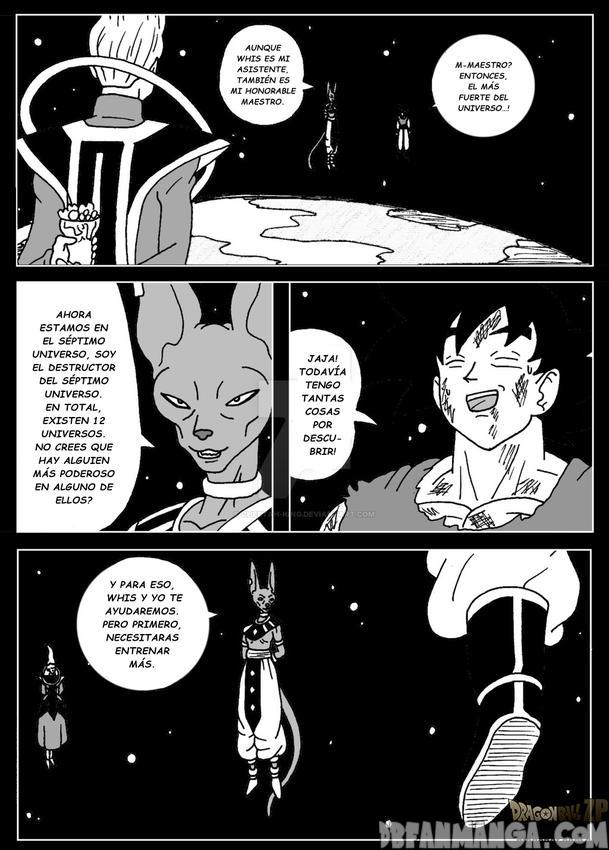 AUNQUE
WHIS ES MI
ASISTENTE,
TAMBIÉN ES
MI HONORABLE
MAESTRO.
M-MAESTRO?
ENTONCES,
EL MÁS
FUERTE DEL
UNIVERSO..!
AHORA
ESTAMOS EN
EL SÉPTIMO
UNIVERSO, SOY
EL DESTRUCTOR
DEL SÉPTIMO
UNIVERSO.
EN TOTAL,
EXISTEN 12
UNIVERSOS.
NO CREES QUE
HAY ALGUIEN
MÁS PODEROSO
EN ALGUNO DE
ELLOS?
JAJA!
TODAVÍA
TENGO
TANTAS
COSAS
POR
DESCU-
BRIR!
Y PARA ESO,
WHIS Y YO TE
AYUDAREMOS.
PERO PRIMERO,
NECESITARAS
ENTRENAR
MÁS.
DRAGON BALL ZP
DBFANMANGA.COM